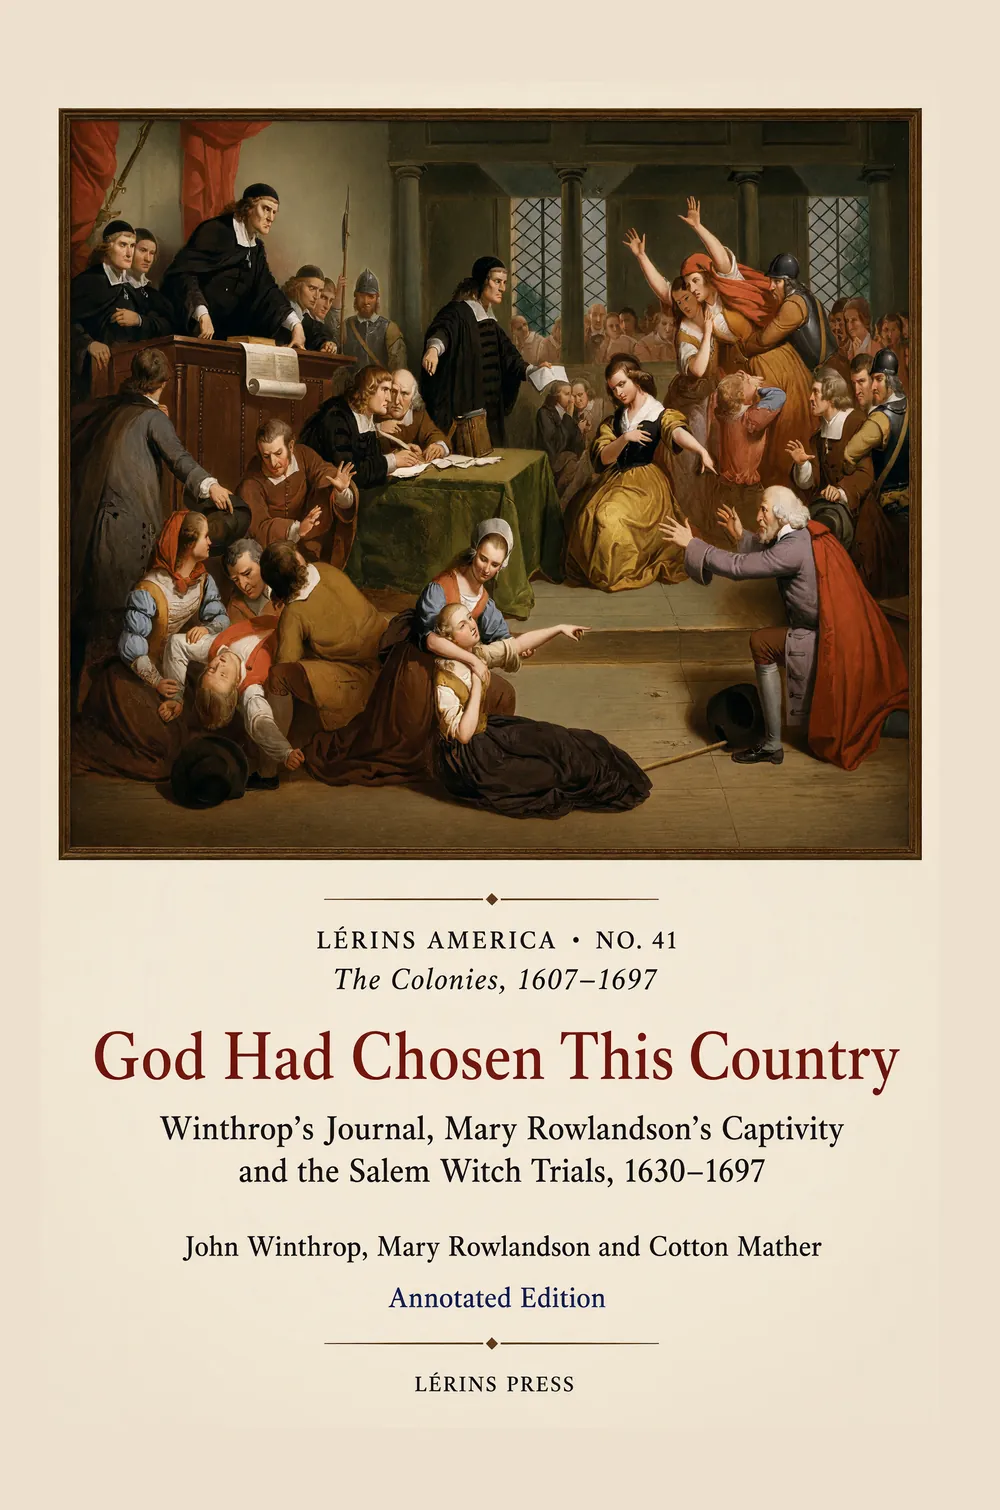 LÉRINS AMERICA • NO. 41
The Colonies, 1607–1697
God Had Chosen This Country
Winthrop’s Journal, Mary Rowlandson’s Captivity
and the Salem Witch Trials, 1630–1697
John Winthrop, Mary Rowlandson and Cotton Mather
Annotated Edition
LÉRINS PRESS